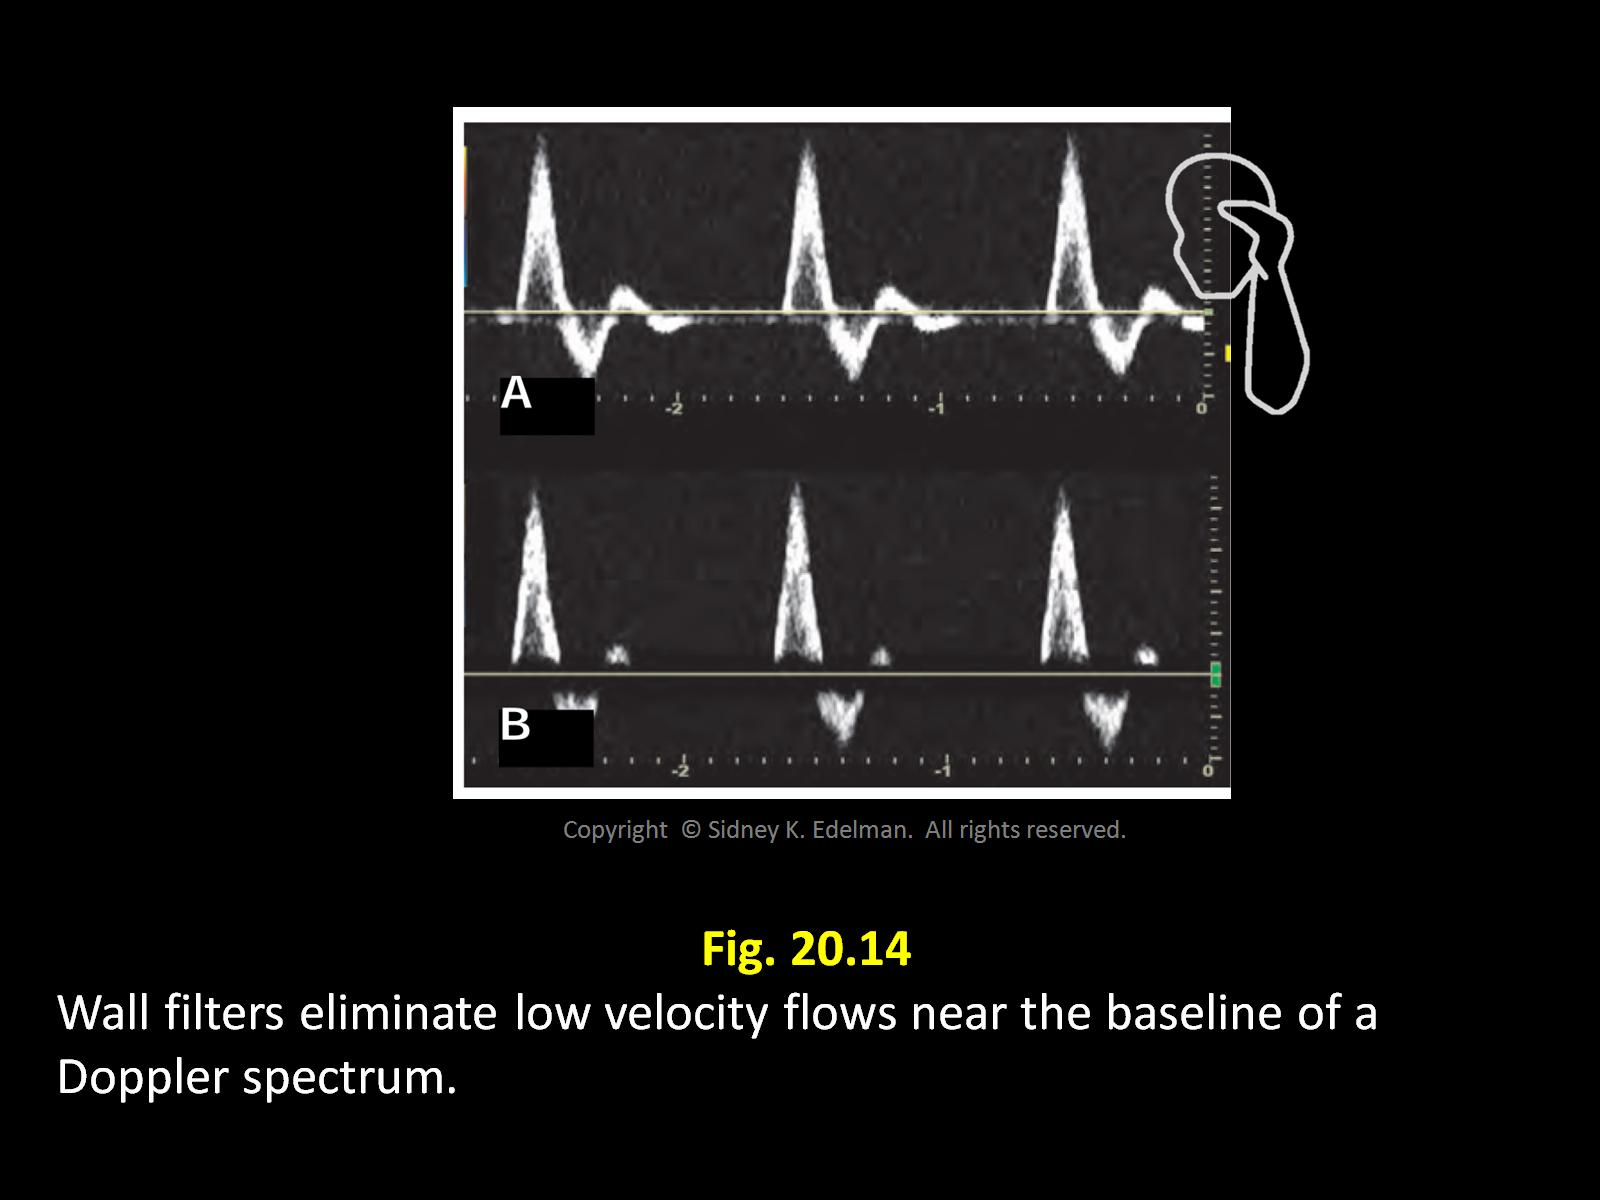 A
-2 -1 0
B
-2 -1 0
Copyright © Sidney K. Edelman. All rights reserved.
Fig. 20.14
Wall filters eliminate low velocity flows near the baseline of a
Doppler spectrum.